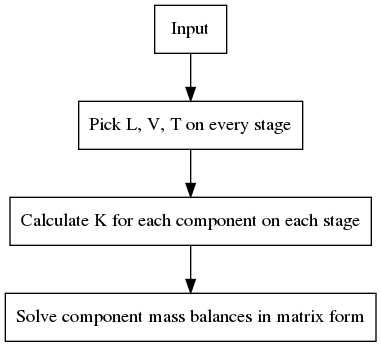 Input
Pick L, V, T on every stage
Calculate K for each component on each stage
Solve component mass balances in matrix form